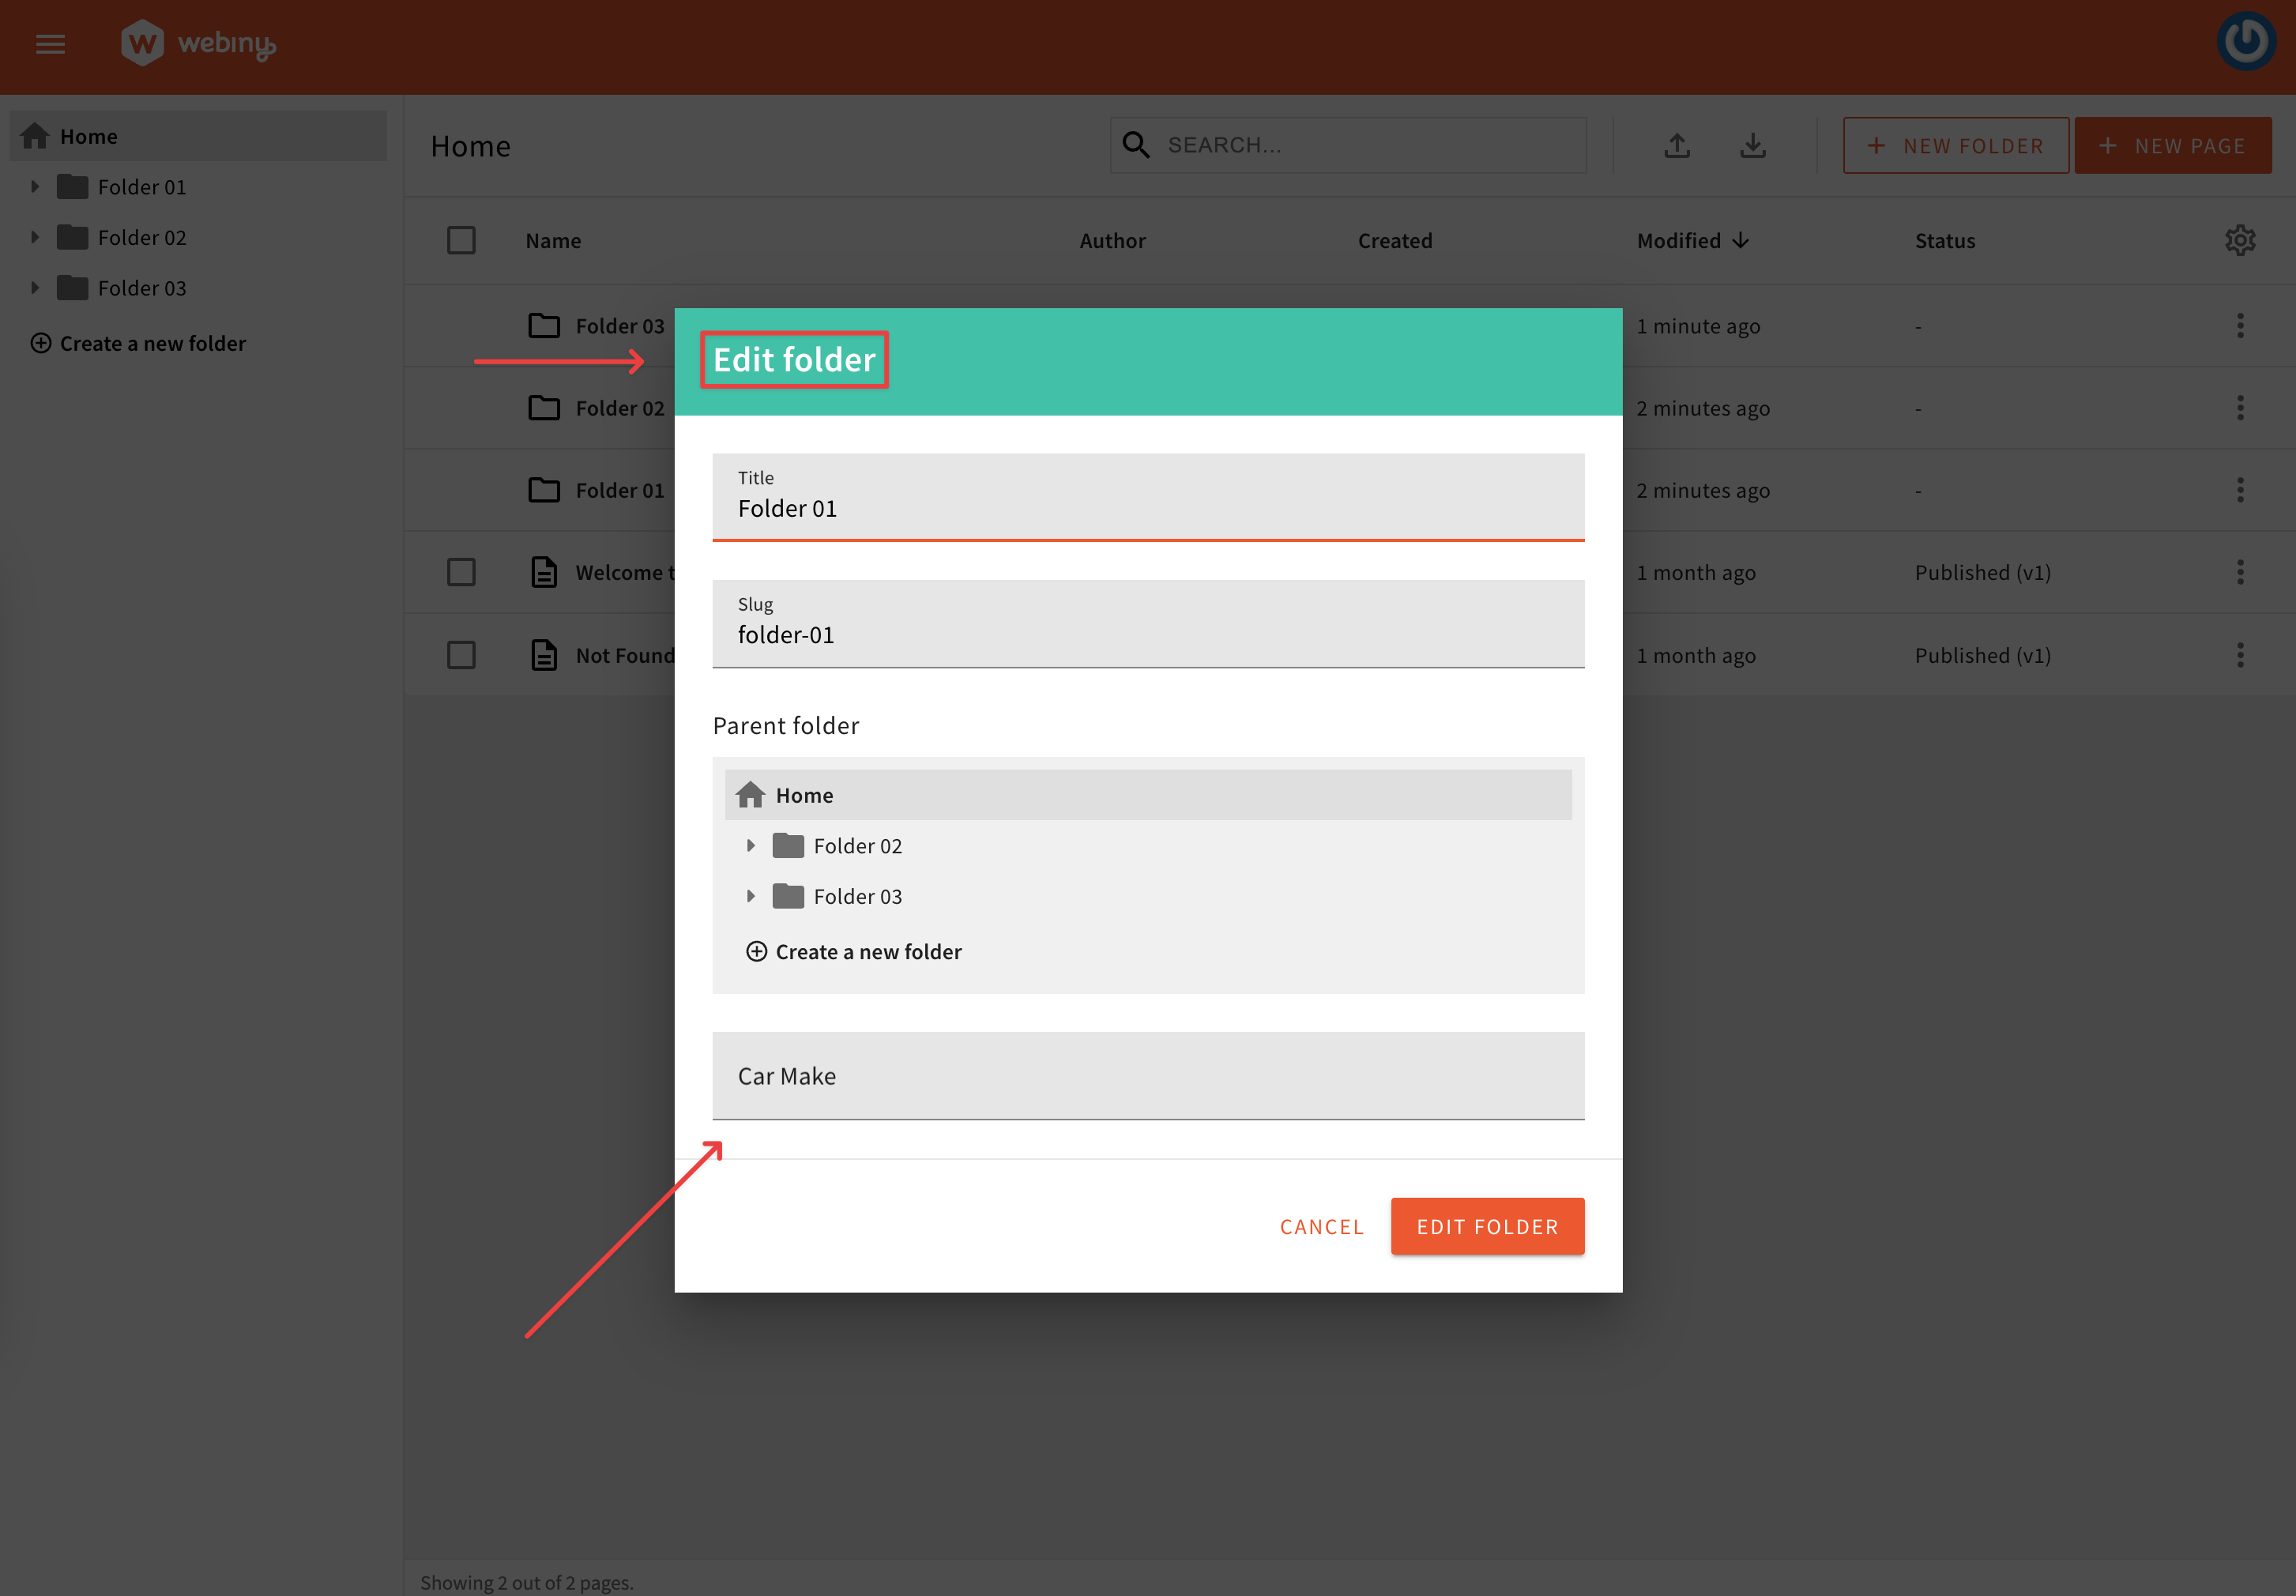 webiny
Home
Folder 01
Folder 02
Folder 03
Create a new folder
Home
SEARCH...
NEW FOLDER
NEW PAGE
Name Author Created Modified Status
Folder 03 1 minute ago -
Folder 02 2 minutes ago -
Folder 01 2 minutes ago -
Welcome t 1 month ago Published (v1)
Not Found 1 month ago Published (v1)
Edit folder
Title
Folder 01
Slug
folder-01
Parent folder
Home
Folder 02
Folder 03
Create a new folder
Car Make
CANCEL EDIT FOLDER
Showing 2 out of 2 pages.